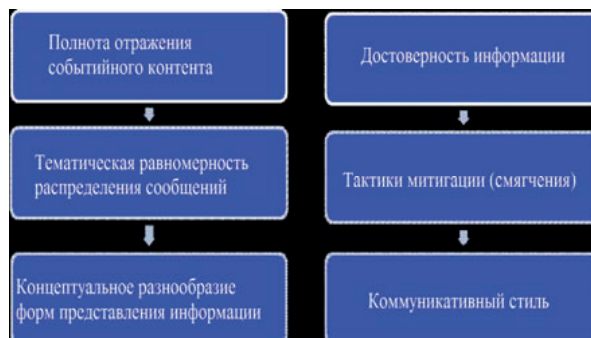 Полнота отражения
событийного контента
Тематическая равномерность
распределения сообщений
Концептуальное разнообразие
форм представления информации
Достоверность информации
Тактики митигации (смягчения)
Коммуникативный стиль